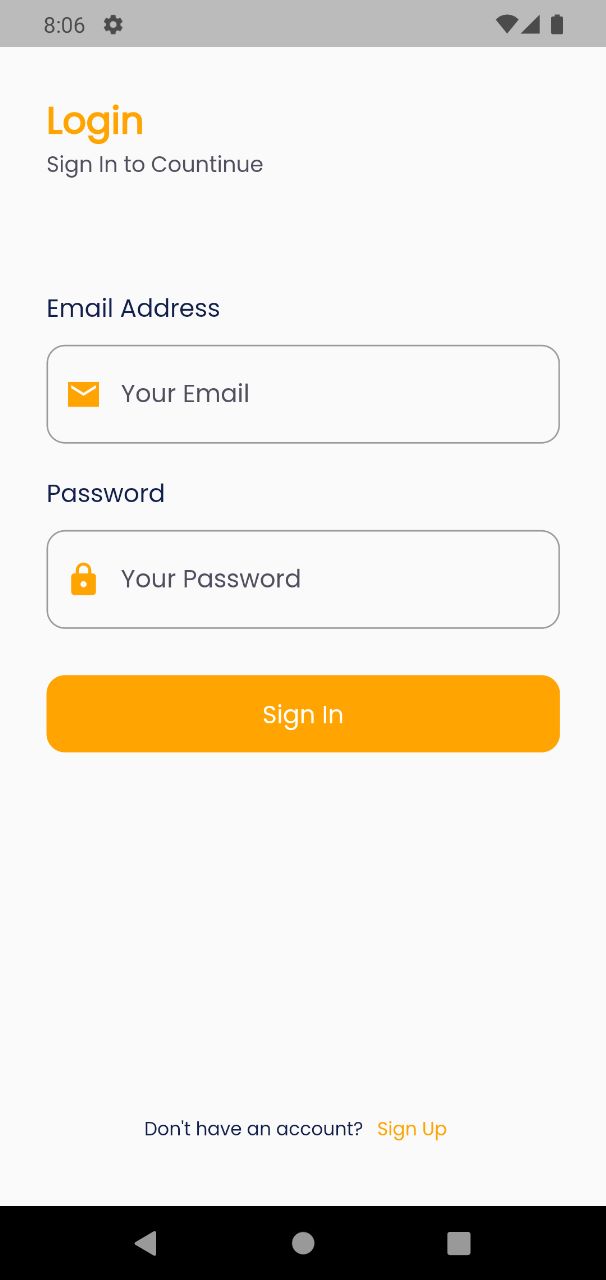 8:06
Login
Sign In to Countinue
Email Address
Your Email
Password
Your Password
Sign In
Don't have an account? Sign Up